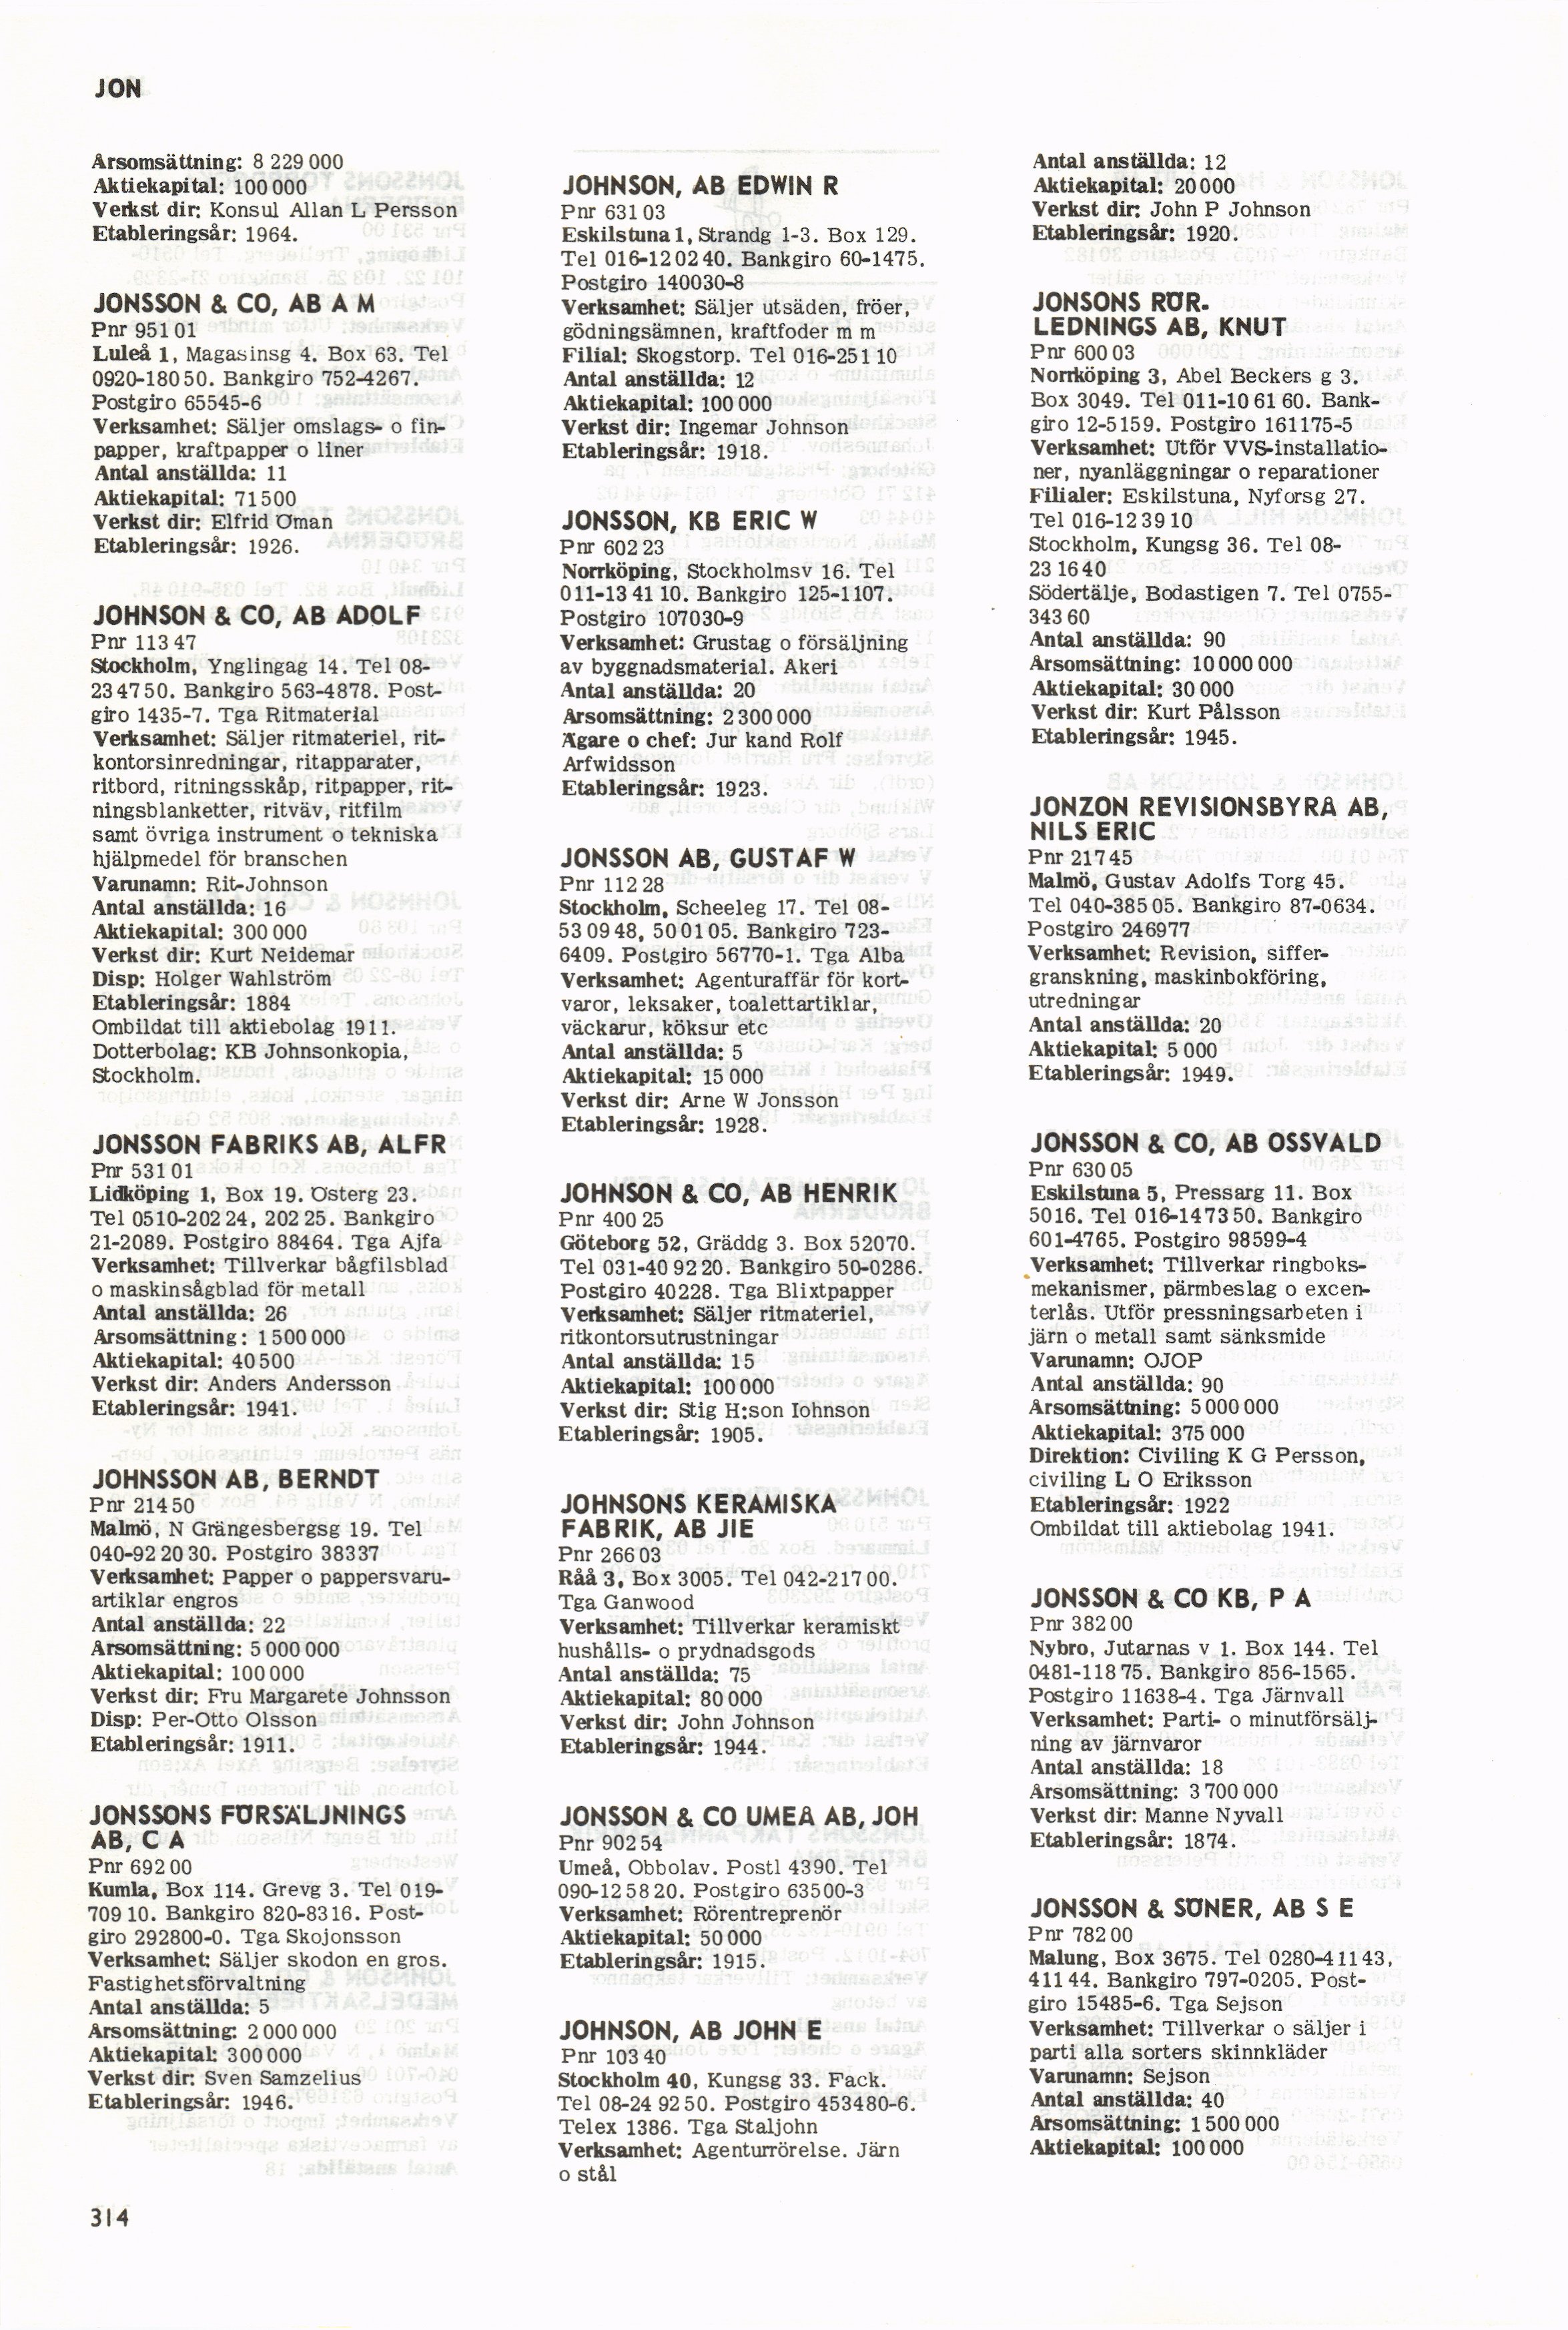 JON
Årsomsättning: 8 229 000
Aktiekapital: 100 000
Verkst dir: Konsul Allan L Persson
Etableringsår: 1964.
JONSSON & CO, AB A M
Pnr 951 01
Luleå 1, Magasinsg 4. Box 63. Tel
0920-180 50. Bankgiro 752-4267.
Postgiro 65545-6
Verksamhet: Säljer omslags- o fin-
papper, kraftpapper o liner
Antal anställda: 11
Aktiekapital: 71 500
Verkst dir: Elfrid Öman
Etableringsår: 1926.
JOHNSON & CO, AB ADOLF
Pnr 113 47
Stockholm, Ynglingag 14. Tel 08-
23 47 50. Bankgiro 563-4878. Post-
giro 1435-7. Tga Ritmaterial
Verksamhet: Säljer ritmateriel, rit-
kontorsinredningar, ritapparater,
ritbord, ritningsskåp, ritpapper, rit-
ningsblanketter, ritväv, ritfilm
samt övriga instrument o tekniska
hjälpmedel för branschen
Varunamn: Rit-Johnson
Antal anställda: 16
Aktiekapital: 300 000
Verkst dir: Kurt Neidemar
Disp: Holger Wahlström
Etableringsår: 1884
Ombildat till aktiebolag 1911.
Dotterbolag: KB Johnsonkopia,
Stockholm.
JONSSON FABRIKS AB, ALFR
Pnr 531 01
Lidköping 1, Box 19. Österg 23.
Tel 0510-202 24, 202 25. Bankgiro
21-2089. Postgiro 88464. Tga Ajfa
Verksamhet: Tillverkar bågfilsblad
o maskinsågblad för metall
Antal anställda: 26
Årsomsättning: 1 500 000
Aktiekapital: 40 500
Verkst dir: Anders Andersson
Etableringsår: 1941.
JOHNSSON AB, BERNDT
Pnr 214 50
Malmö, N Grängesbergsg 19. Tel
040-92 20 30. Postgiro 38337
Verksamhet: Papper o pappersvaru-
artiklar engros
Antal anställda: 22
Årsomsättning: 5 000 000
Aktiekapital: 100 000
Verkst dir: Fru Margarete Johnsson
Disp: Per-Otto Olsson
Etableringsår: 1911.
JONSSONS FÖRSÄLJNINGS
AB, C A
Pnr 692 00
Kumla, Box 114. Grevg 3. Tel 019-
709 10. Bankgiro 820-8316. Post-
giro 292800-0. Tga Skojonsson
Verksamhet: Säljer skodon en gros.
Fastighetsförvaltning
Antal anställda: 5
Årsomsättning: 2 000 000
Aktiekapital: 300 000
Verkst dir: Sven Samzelius
Etableringsår: 1946.
314
JOHNSON, AB EDWIN R
Pnr 631 03
Eskilstuna 1, Strandg 1-3. Box 129.
Tel 016-12 02 40. Bankgiro 60-1475.
Postgiro 140030-8
Verksamhet: Säljer utsäden, fröer,
gödningsämnen, kraftfoder m m
Filial: Skogstorp. Tel 016-251 10
Antal anställda: 12
Aktiekapital: 100 000
Verkst dir: Ingemar Johnson
Etableringsår: 1918.
JONSSON, KB ERIC W
Pnr 602 23
Norrköping, Stockholmsv 16. Tel
011-13 41 10. Bankgiro 125-1107.
Postgiro 107030-9
Verksamhet: Grustag o försäljning
av byggnadsmaterial. Åkeri
Antal anställda: 20
Årsomsättning: 2 300 000
Ägare o chef: Jur kand Rolf
Arfwidsson
Etableringsår: 1923.
JONSSON AB, GUSTAF W
Pnr 112 28
Stockholm, Scheeleg 17. Tel 08-
53 09 48, 50 01 05. Bankgiro 723-
6409. Postgiro 56770-1. Tga Alba
Verksamhet: Agenturaffär för kort-
varor, leksaker, toalettartiklar,
väckarur, köksur etc
Antal anställda: 5
Aktiekapital: 15 000
Verkst dir: Arne W Jonsson
Etableringsår: 1928.
JOHNSON & CO, AB HENRIK
Pnr 400 25
Göteborg 52, Gräddg 3. Box 52070.
Tel 031-40 92 20. Bankgiro 50-0286.
Postgiro 40228. Tga Blixtpapper
Verksamhet: Säljer ritmateriel,
ritkontorsutrustningar
Antal anställda: 15
Aktiekapital: 100 000
Verkst dir: Stig H:son Iohnson
Etableringsår: 1905.
JOHNSONS KERAMISKA
FABRIK, AB JIE
Pnr 266 03
Råå 3, Box 3005. Tel 042-217 00.
Tga Ganwood
Verksamhet: Tillverkar keramiskt
hushålls- o prydnadsgods
Antal anställda: 75
Aktiekapital: 80 000
Verkst dir: John Johnson
Etableringsår: 1944.
JONSSON & CO UMEÅ AB, JOH
Pnr 902 54
Umeå, Obbolav. Postl 4390. Tel
090-12 58 20. Postgiro 63500-3
Verksamhet: Rörentreprenör
Aktiekapital: 50 000
Etableringsår: 1915.
JOHNSON, AB JOHN E
Pnr 103 40
Stockholm 40, Kungsg 33. Fack.
Tel 08-24 92 50. Postgiro 453480-6.
Telex 1386. Tga Staljohn
Verksamhet: Agenturrörelse. Järn
o stål
Antal anställda: 12
Aktiekapital: 20 000
Verkst dir: John P Johnson
Etableringsår: 1920.
JONSONS RÖR-
LEDNINGS AB, KNUT
Pnr 600 03
Norrköping 3, Abel Beckers g 3.
Box 3049. Tel 011-10 61 60. Bank-
giro 12-5159. Postgiro 161175-5
Verksamhet: Utför VVS-installatio-
ner, nyanläggningar o reparationer
Filialer: Eskilstuna, Nyforsg 27.
Tel 016-12 39 10
Stockholm, Kungsg 36. Tel 08-
23 16 40
Södertälje, Bodastigen 7. Tel 0755-
343 60
Antal anställda: 90
Årsomsättning: 10 000 000
Aktiekapital: 30 000
Verkst dir: Kurt Pålsson
Etableringsår: 1945.
JONZON REVISIONSBYRÅ AB,
NILS ERIC
Pnr 217 45
Malmö, Gustav Adolfs Torg 45.
Tel 040-385 05. Bankgiro 87-0634.
Postgiro 246977
Verksamhet: Revision, siffer-
granskning, maskinbokföring,
utredningar
Antal anställda: 20
Aktiekapital: 5 000
Etableringsår: 1949.
JONSSON & CO, AB OSSVALD
Pnr 630 05
Eskilstuna 5, Pressarg 11. Box
5016. Tel 016-14 73 50. Bankgiro
601-4765. Postgiro 98599-4
Verksamhet: Tillverkar ringboks-
mekanismer, pärmbeslag o excen-
terlås. Utför pressningsarbeten i
järn o metall samt sänksmide
Varunamn: OJOP
Antal anställda: 90
Årsomsättning: 5 000 000
Aktiekapital: 375 000
Direktion: Civiling K G Persson,
civiling L O Eriksson
Etableringsår: 1922
Ombildat till aktiebolag 1941.
JONSSON & CO KB, P A
Pnr 382 00
Nybro, Jutarnas v 1. Box 144. Tel
0481-118 75. Bankgiro 856-1565.
Postgiro 11638-4. Tga Järnvall
Verksamhet: Parti- o minutförsälj-
ning av järnvaror
Antal anställda: 18
Årsomsättning: 3 700 000
Verkst dir: Manne Nyvall
Etableringsår: 1874.
JONSSON & SÖNER, AB S E
Pnr 782 00
Malung, Box 3675. Tel 0280-411 43,
411 44. Bankgiro 797-0205. Post-
giro 15485-6. Tga Sejson
Verksamhet: Tillverkar o säljer i
parti alla sorters skinnkläder
Varunamn: Sejson
Antal anställda: 40
Årsomsättning: 1 500 000
Aktiekapital: 100 000